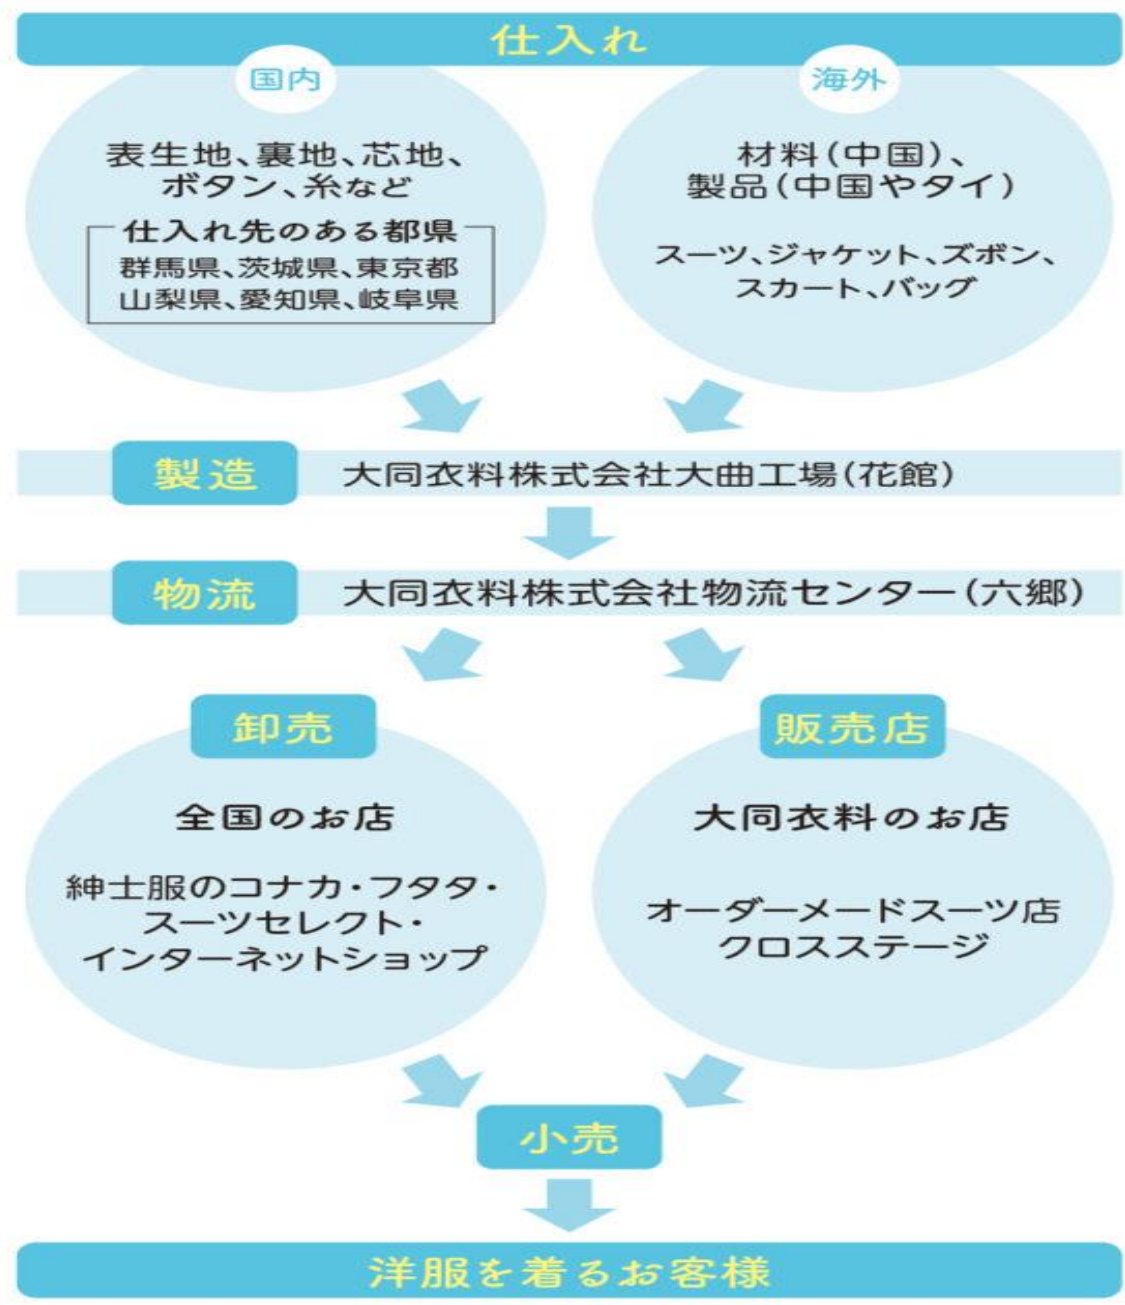 仕入れ
国内
表生地、裏地、芯地、
ボタン、糸など
仕入れ先のある都県
群馬県、茨城県、東京都
山梨県、愛知県、岐阜県
海外
材料(中国)、
製品(中国やタイ)
スーツ、ジャケット、ズボン、
スカート、バッグ
製造
大同衣料株式会社大曲工場(花館)
物流
大同衣料株式会社物流センター(六郷)
卸売
全国のお店
紳士服のコナカ・フタタ・
スーツセレクト・
インターネットショップ
販売店
大同衣料のお店
オーダーメードスーツ店
クロスステージ
小売
洋服を着るお客様